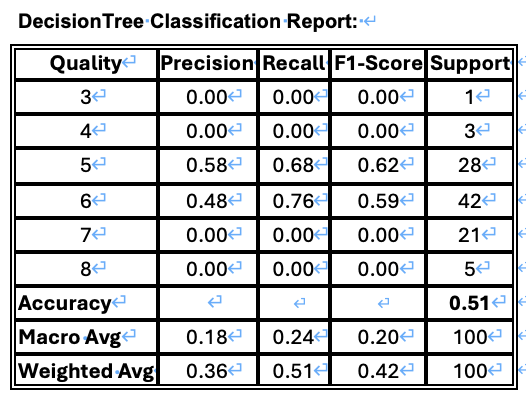 DecisionTree Classification Report:
Quality Precision Recall F1-Score Support
3 0.00 0.00 0.00 1
4 0.00 0.00 0.00 3
5 0.58 0.68 0.62 28
6 0.48 0.76 0.59 42
7 0.00 0.00 0.00 21
8 0.00 0.00 0.00 5
Accuracy 0.51
Macro Avg 0.18 0.24 0.20 100
Weighted Avg 0.36 0.51 0.42 100